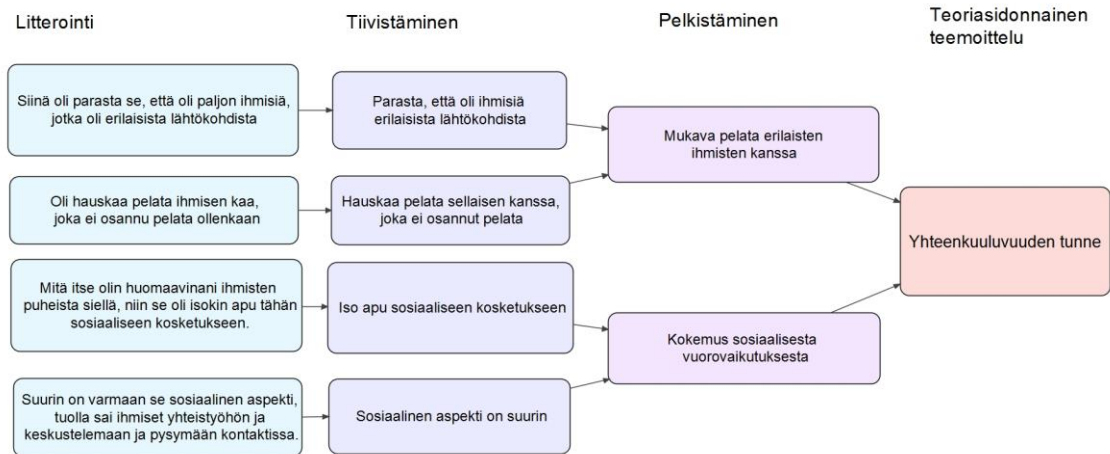 Litterointi
Tiivistäminen
Pelkistäminen
Teoriasidonnainen
teemoittelu
Siinä oli parasta se, että oli paljon ihmisiä,
jotka oli erilaisista lähtökohdista
Parasta, että oli ihmisiä
erilaisista lähtökohdista
Mukava pelata erilaisten
ihmisten kanssa
Oli hauskaa pelata ihmisen kaa,
joka ei osannu pelata ollenkaan
Hauskaa pelata sellaisen kanssa,
joka ei osannut pelata
Yhteenkuuluvuuden tunne
Mitä itse olin huomaavinani ihmisten
puheista siellä, niin se oli isokin apu tähän
sosiaaliseen kosketukseen.
Iso apu sosiaaliseen kosketukseen
Kokemus sosiaalisesta
vuorovaikutuksesta
Suurin on varmaan se sosiaalinen aspekti,
tuolla sai ihmiset yhteistyöhön ja
keskustelemaan ja pysymään kontaktissa.
Sosiaalinen aspekti on suurin